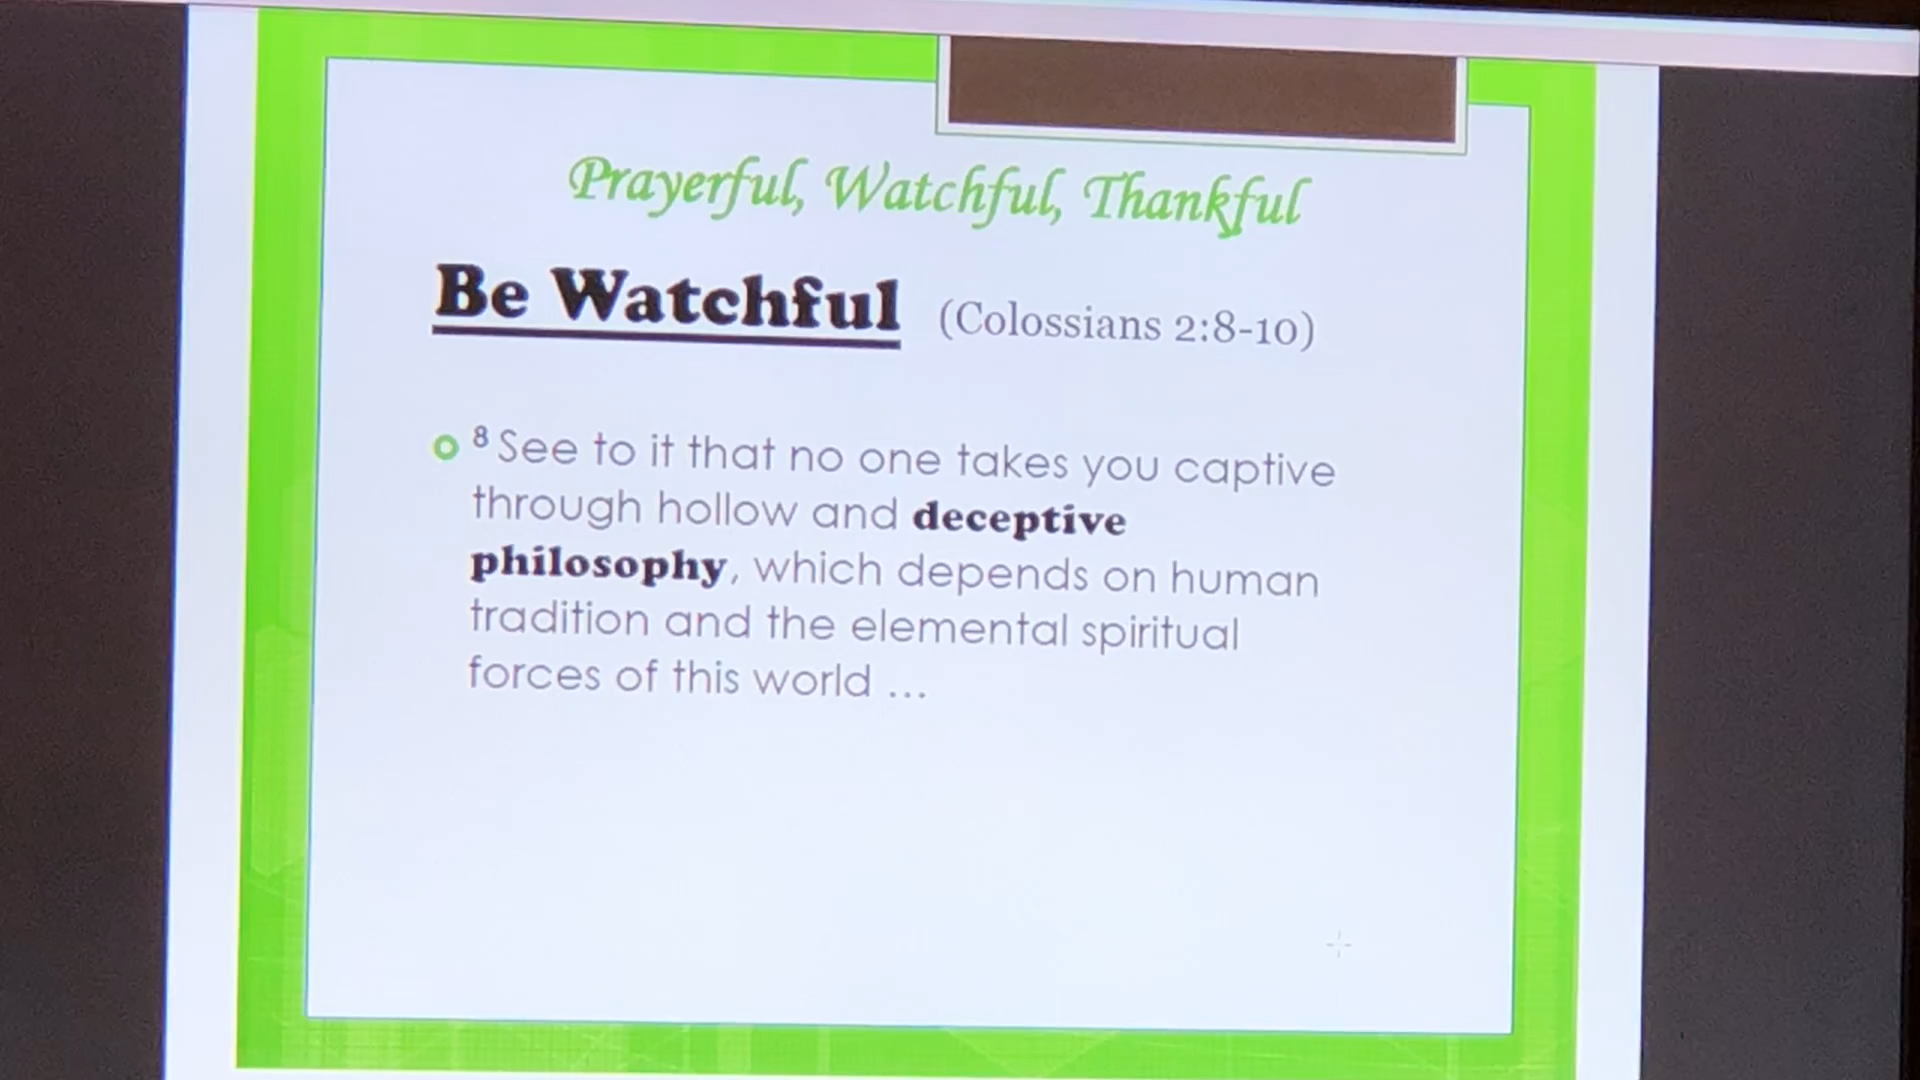 Prayerful, Watchful, Thankful
Be Watchful (Colossians 2:8-10)
8 See to it that no one takes you captive
through hollow and deceptive
philosophy, which depends on human
tradition and the elemental spiritual
forces of this world ...